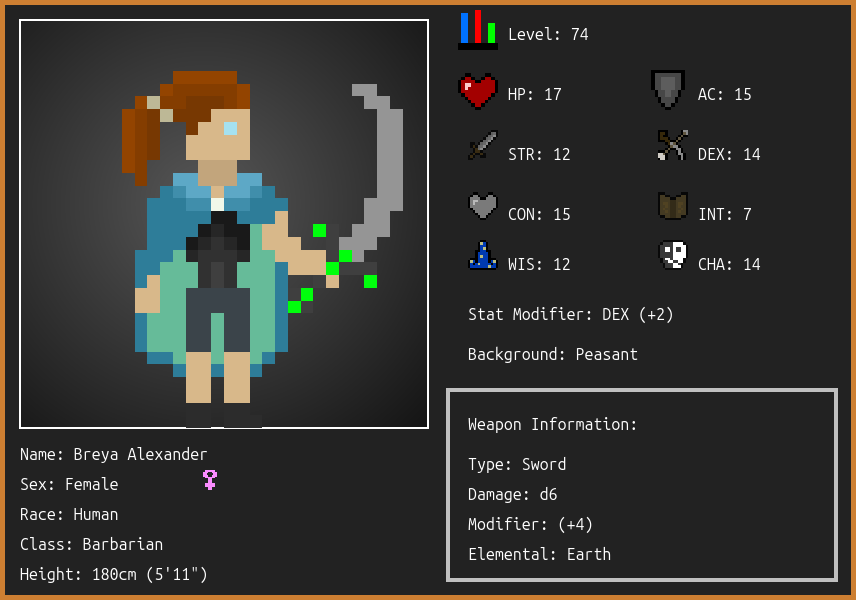 Level: 74
HP: 17
AC: 15
STR: 12
DEX: 14
CON: 15
INT: 7
WIS: 12
CHA: 14
Stat Modifier: DEX (+2)
Background: Peasant
Name: Breya Alexander
Sex: Female
Race: Human
Class: Barbarian
Height: 180cm (5'11")
Weapon Information:
Type: Sword
Damage: d6
Modifier: (+4)
Elemental: Earth